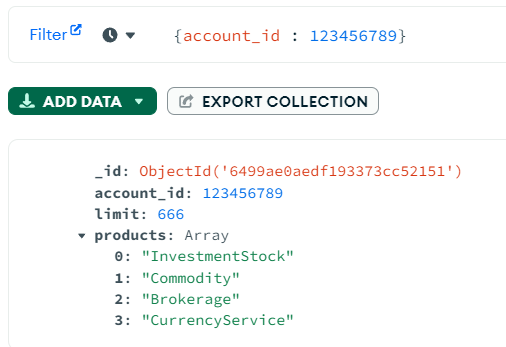 Filter {account_id : 123456789}
ADD DATA EXPORT COLLECTION
_id: ObjectId('6499ae0aedf193373cc52151')
account_id: 123456789
limit: 666
products: Array
0: "InvestmentStock"
1: "Commodity"
2: "Brokerage"
3: "CurrencyService"